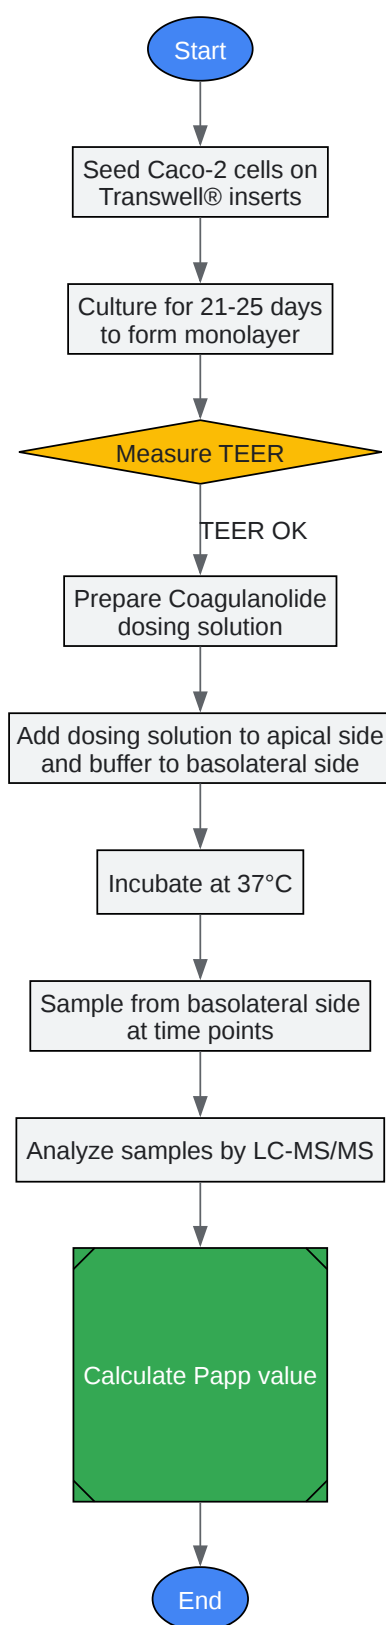 Start
Seed Caco-2 cells on
Transwell® inserts
Culture for 21-25 days
to form monolayer
Measure TEER
TEER OK
Prepare Coagulanolide
dosing solution
Add dosing solution to apical side
and buffer to basolateral side
Incubate at 37°C
Sample from basolateral side
at time points
Analyze samples by LC-MS/MS
Calculate Papp value
End